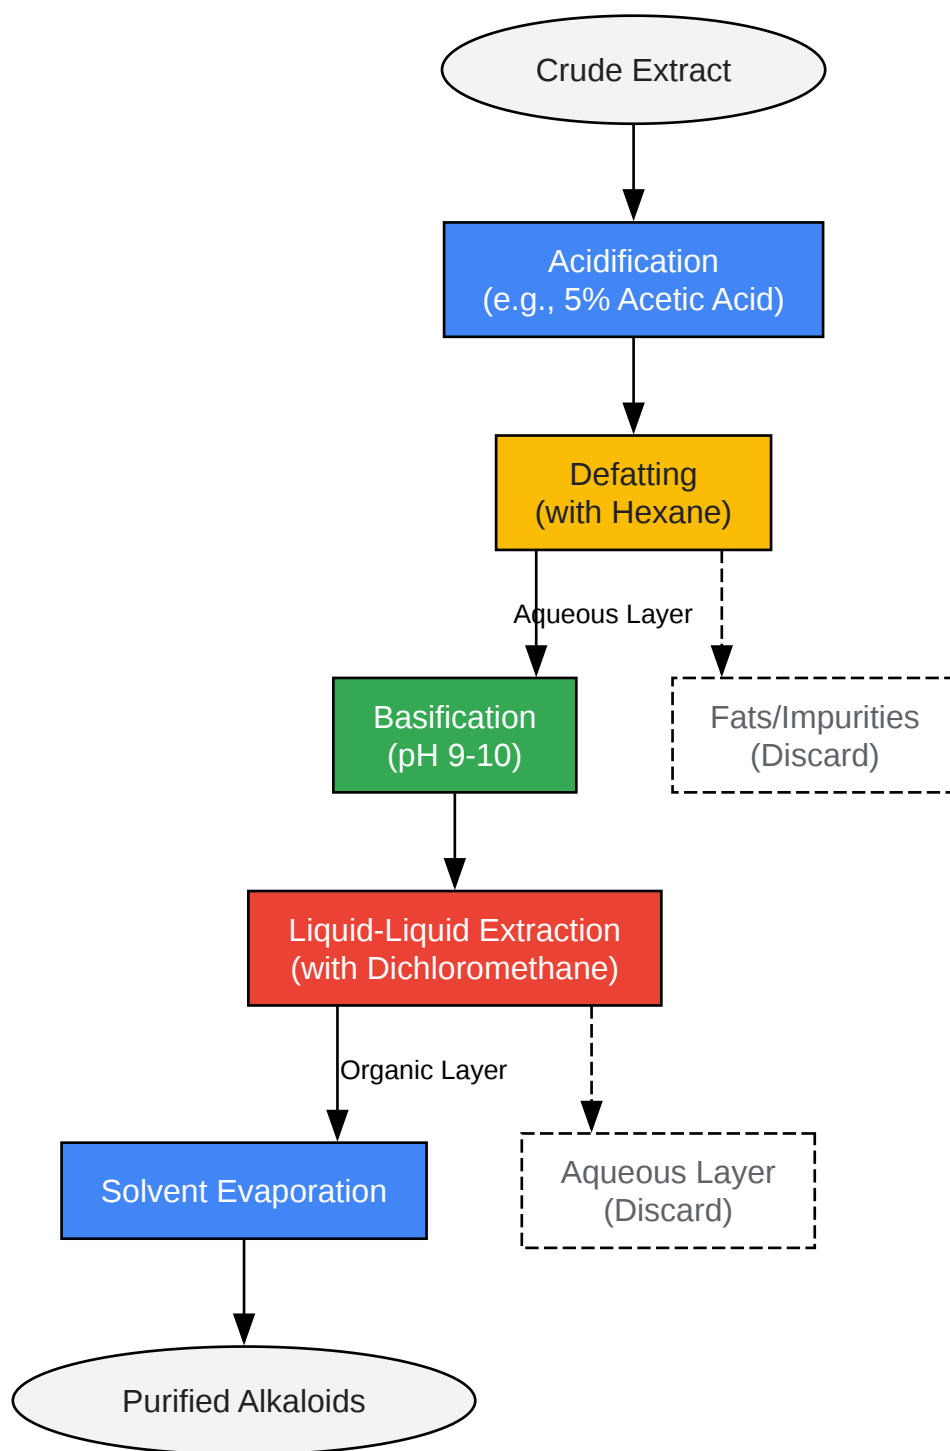 Crude Extract
Acidification
(e.g., 5% Acetic Acid)
Defatting
(with Hexane)
Aqueous Layer
Basification
(pH 9-10)
Fats/Impurities
(Discard)
Liquid-Liquid Extraction
(with Dichloromethane)
Organic Layer
Solvent Evaporation
Aqueous Layer
(Discard)
Purified Alkaloids